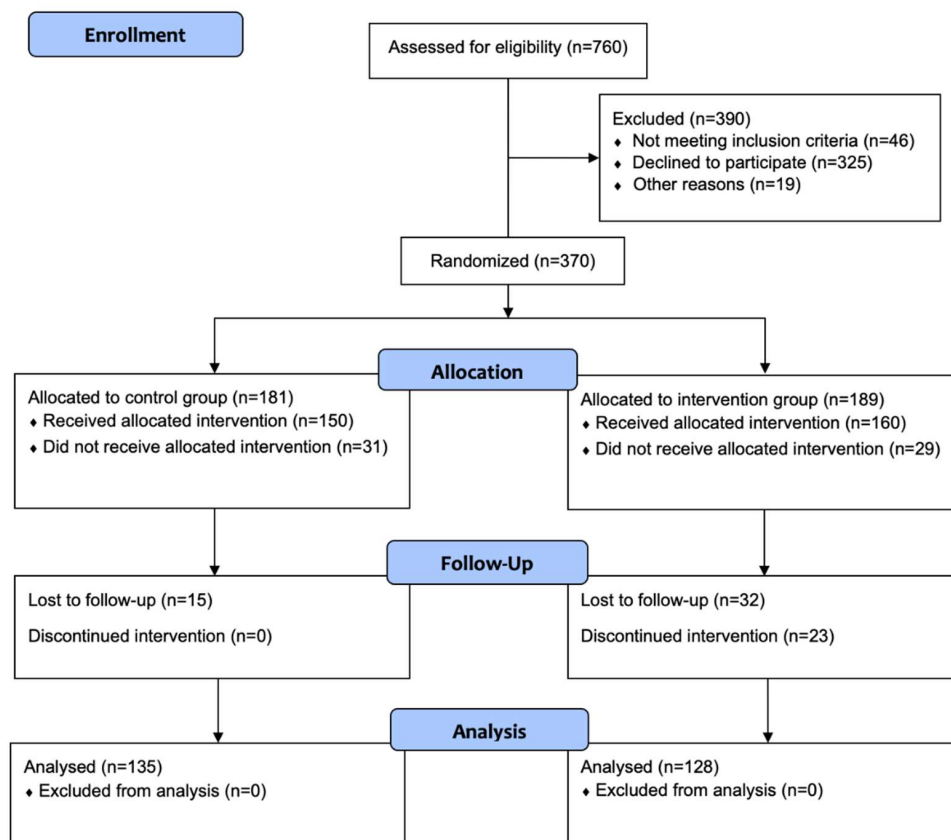 Enrollment
Assessed for eligibility (n=760)
Excluded (n=390)
♦ Not meeting inclusion criteria (n=46)
♦ Declined to participate (n=325)
♦ Other reasons (n=19)
Randomized (n=370)
Allocation
Allocated to control group (n=181)
♦ Received allocated intervention (n=150)
♦ Did not receive allocated intervention (n=31)
Allocated to intervention group (n=189)
♦ Received allocated intervention (n=160)
♦ Did not receive allocated intervention (n=29)
Follow-Up
Lost to follow-up (n=15)
Discontinued intervention (n=0)
Lost to follow-up (n=32)
Discontinued intervention (n=23)
Analysis
Analysed (n=135)
♦ Excluded from analysis (n=0)
Analysed (n=128)
♦ Excluded from analysis (n=0)